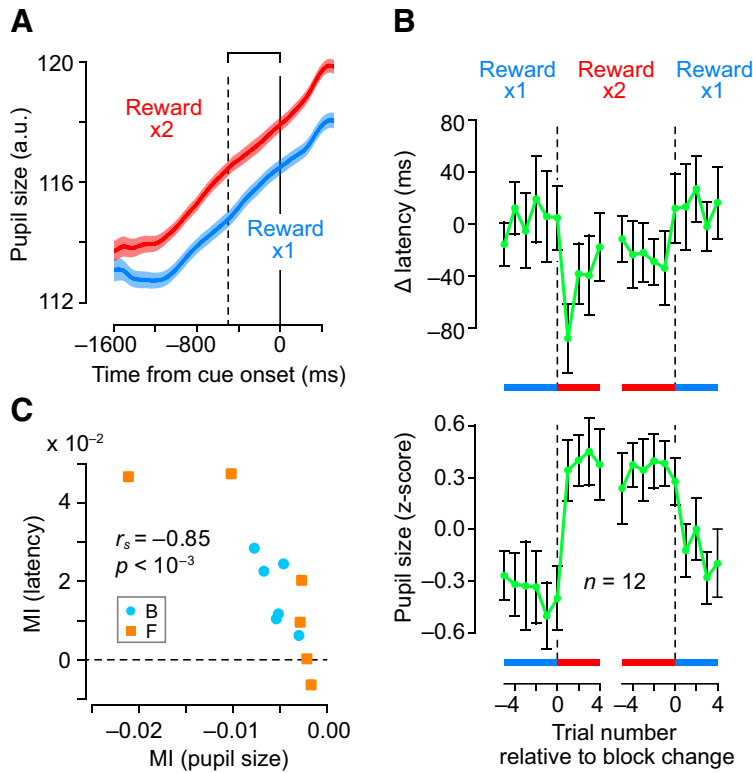 A
120
116
112
Pupil size (a.u.)
Reward
x2
Reward
x1
–1600
–800
0
Time from cue onset (ms)
B
Reward
x1
Reward
x2
Reward
x1
80
40
0
–40
–80
Δ latency (ms)
0.6
0.3
0.0
–0.3
–0.6
Pupil size (z-score)
n = 12
–4 0 4 –4 0 4
Trial number
relative to block change
C
x 10–2
4
2
0
MI (latency)
rs = –0.85
p < 10–3
B
F
–0.02
–0.01
0.00
MI (pupil size)